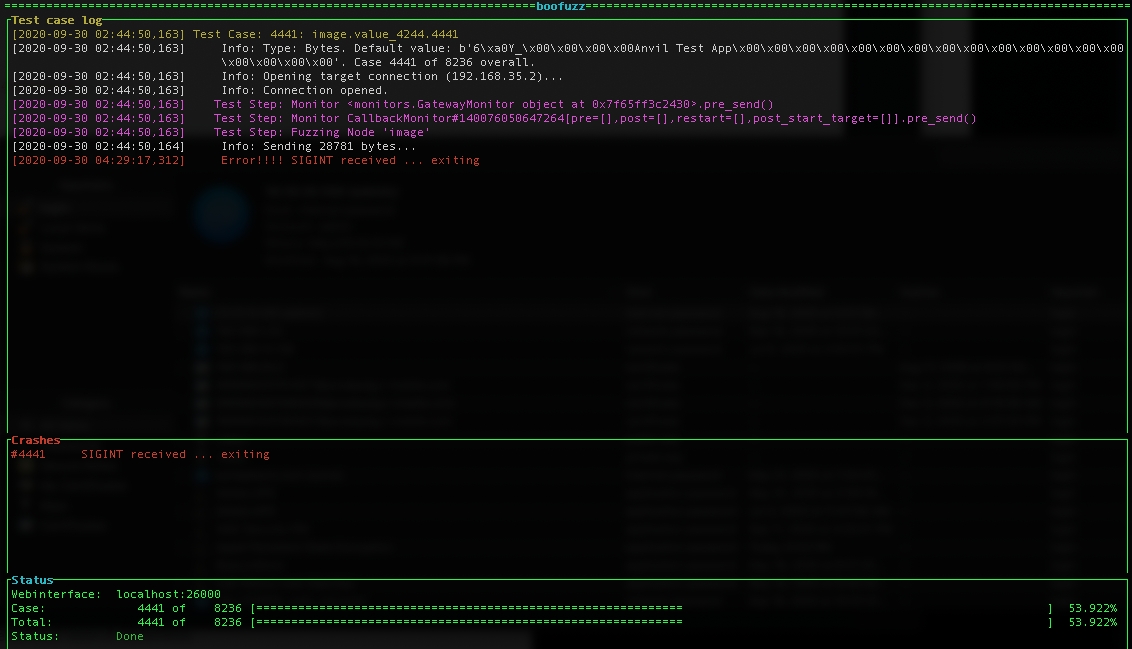 boofuzz
Test case log
[2020-09-30 02:44:50,163] Test Case: 4441: image.value_4244.4441
[2020-09-30 02:44:50,163] Info: Type: Bytes. Default value: b'6\xa0Y_\x00\x00\x00\x00Anvil Test App\x00\x00\x00\x00\x00\x00\x00\x00\x00\x00\x00\x00\x00\x00
\x00\x00\x00\x00'. Case 4441 of 8236 overall.
[2020-09-30 02:44:50,163] Info: Opening target connection (192.168.35.2)...
[2020-09-30 02:44:50,163] Info: Connection opened.
[2020-09-30 02:44:50,163] Test Step: Monitor <monitors.GatewayMonitor object at 0x7f65ff3c2430>.pre_send()
[2020-09-30 02:44:50,163] Test Step: Monitor CallbackMonitor#140076050647264[pre=[],post=[],restart=[],post_start_target=[]].pre_send()
[2020-09-30 02:44:50,163] Test Step: Fuzzing Node 'image'
[2020-09-30 02:44:50,164] Info: Sending 28781 bytes...
[2020-09-30 04:29:17,312] Error!!!! SIGINT received ... exiting
Crashes
#4441 SIGINT received ... exiting
Status
Webinterface: localhost:26000
Case: 4441 of 8236 [============================================================= ] 53.922%
Total: 4441 of 8236 [============================================================= ] 53.922%
Status: Done